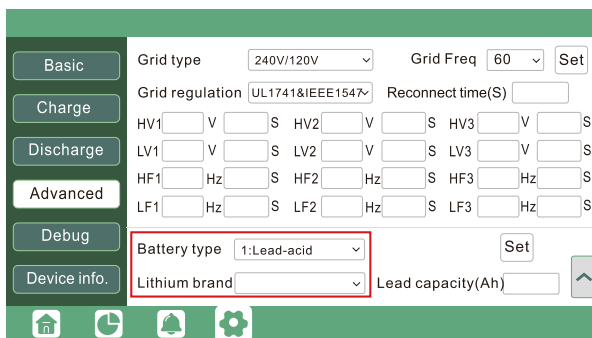 Basic
Charge
Discharge
Advanced
Debug
Device info.
Grid type 240V/120V Grid Freq 60 Set
Grid regulation UL1741&IEEE1547 Reconnect time(S)
HV1 V S HV2 V S HV3 V S
LV1 V S LV2 V S LV3 V S
HF1 Hz S HF2 Hz S HF3 Hz S
LF1 Hz S LF2 Hz S LF3 Hz S
Battery type 1:Lead-acid Set
Lithium brand Lead capacity(Ah)